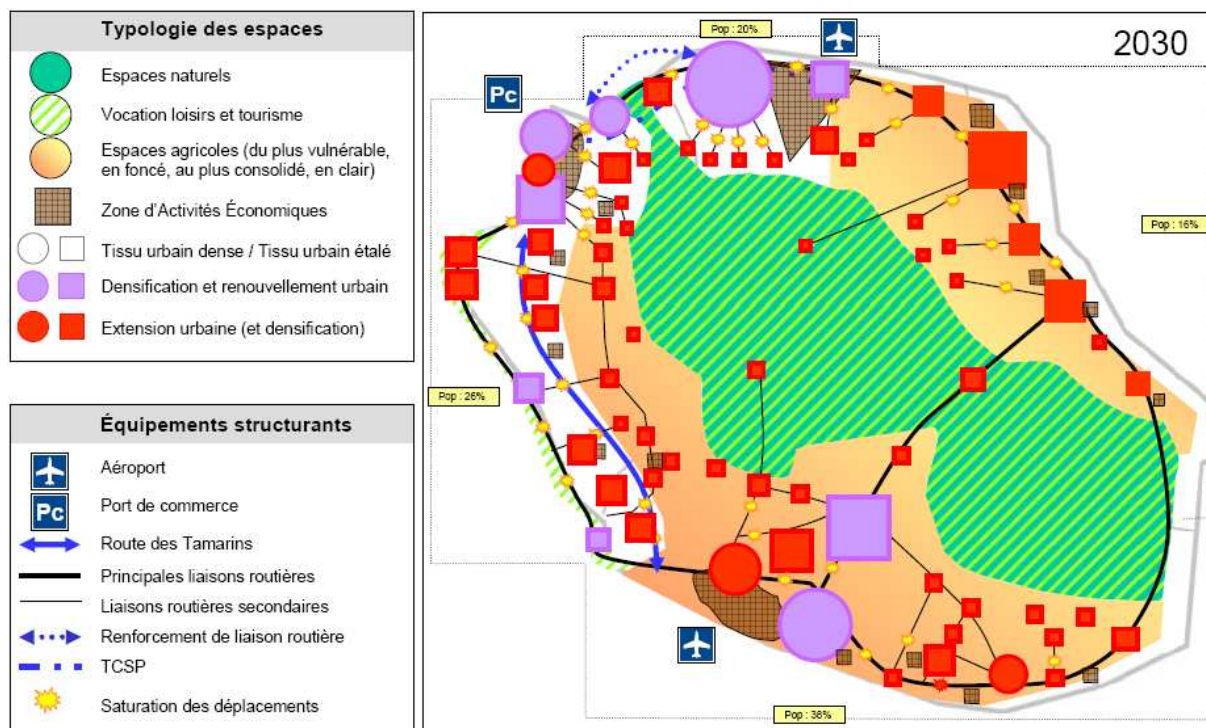 Typologie des espaces
Espaces naturels
Vocation loisirs et tourisme
Espaces agricoles (du plus vulnérable,
en foncé, au plus consolidé, en clair)
Zone d'Activités Économiques
Tissu urbain dense / Tissu urbain étalé
Densification et renouvellement urbain
Extension urbaine (et densification)
Équipements structurants
Aéroport
Pc
Port de commerce
Route des Tamarins
Principales liaisons routières
Liaisons routières secondaires
Renforcement de liaison routière
TCSP
Saturation des déplacements
Pop : 20%
2030
Pc
Pop : 16%
Pop : 26%
Pop : 38%